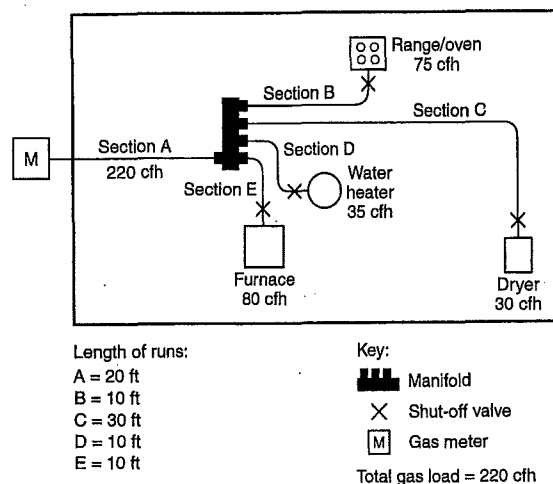 Range/oven
75 cfh
Section B
Section C
Section A
220 cfh
M
Section D
Section E
Water
heater
35 cfh
Furnace
80 cfh
Dryer
30 cfh
Length of runs:
A = 20 ft
B = 10 ft
C = 30 ft
D = 10 ft
E = 10 ft
Key:
Manifold
Shut-off valve
M Gas meter
Total gas load = 220 cfh